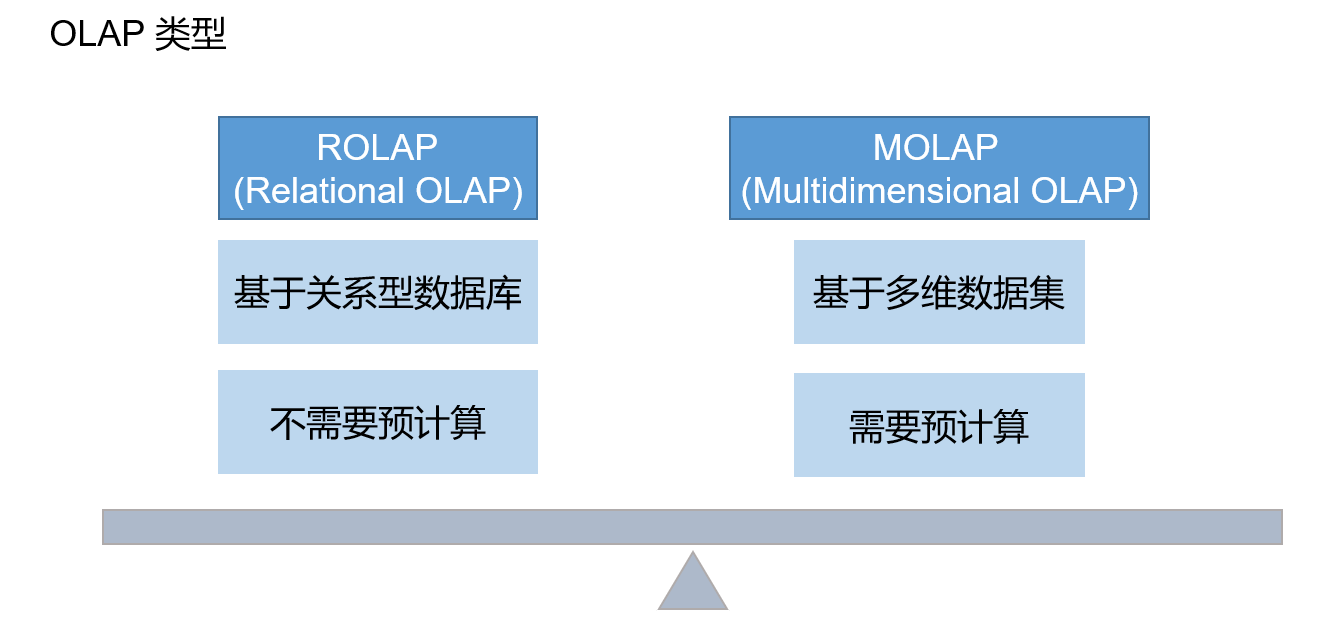 OLAP 类型
ROLAP
(Relational OLAP)
MOLAP
(Multidimensional OLAP)
基于关系型数据库
基于多维数据集
不需要预计算
需要预计算